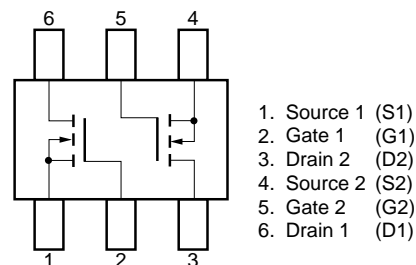 6 5 4
1. Source 1 (S1)
2. Gate 1 (G1)
3. Drain 2 (D2)
4. Source 2 (S2)
5. Gate 2 (G2)
6. Drain 1 (D1)
1 2 3